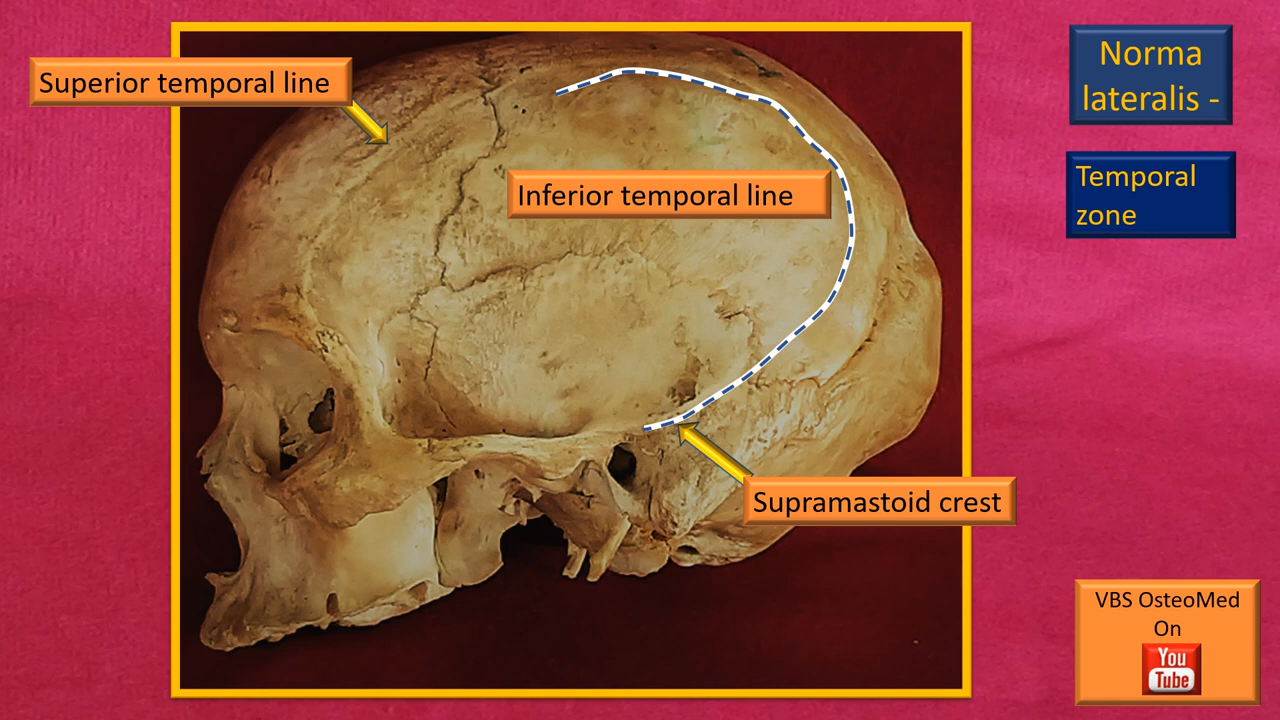 Superior temporal line
Inferior temporal line
Supramastoid crest
Norma
lateralis -
Temporal
zone
VBS OsteoMed
On
You
Tube